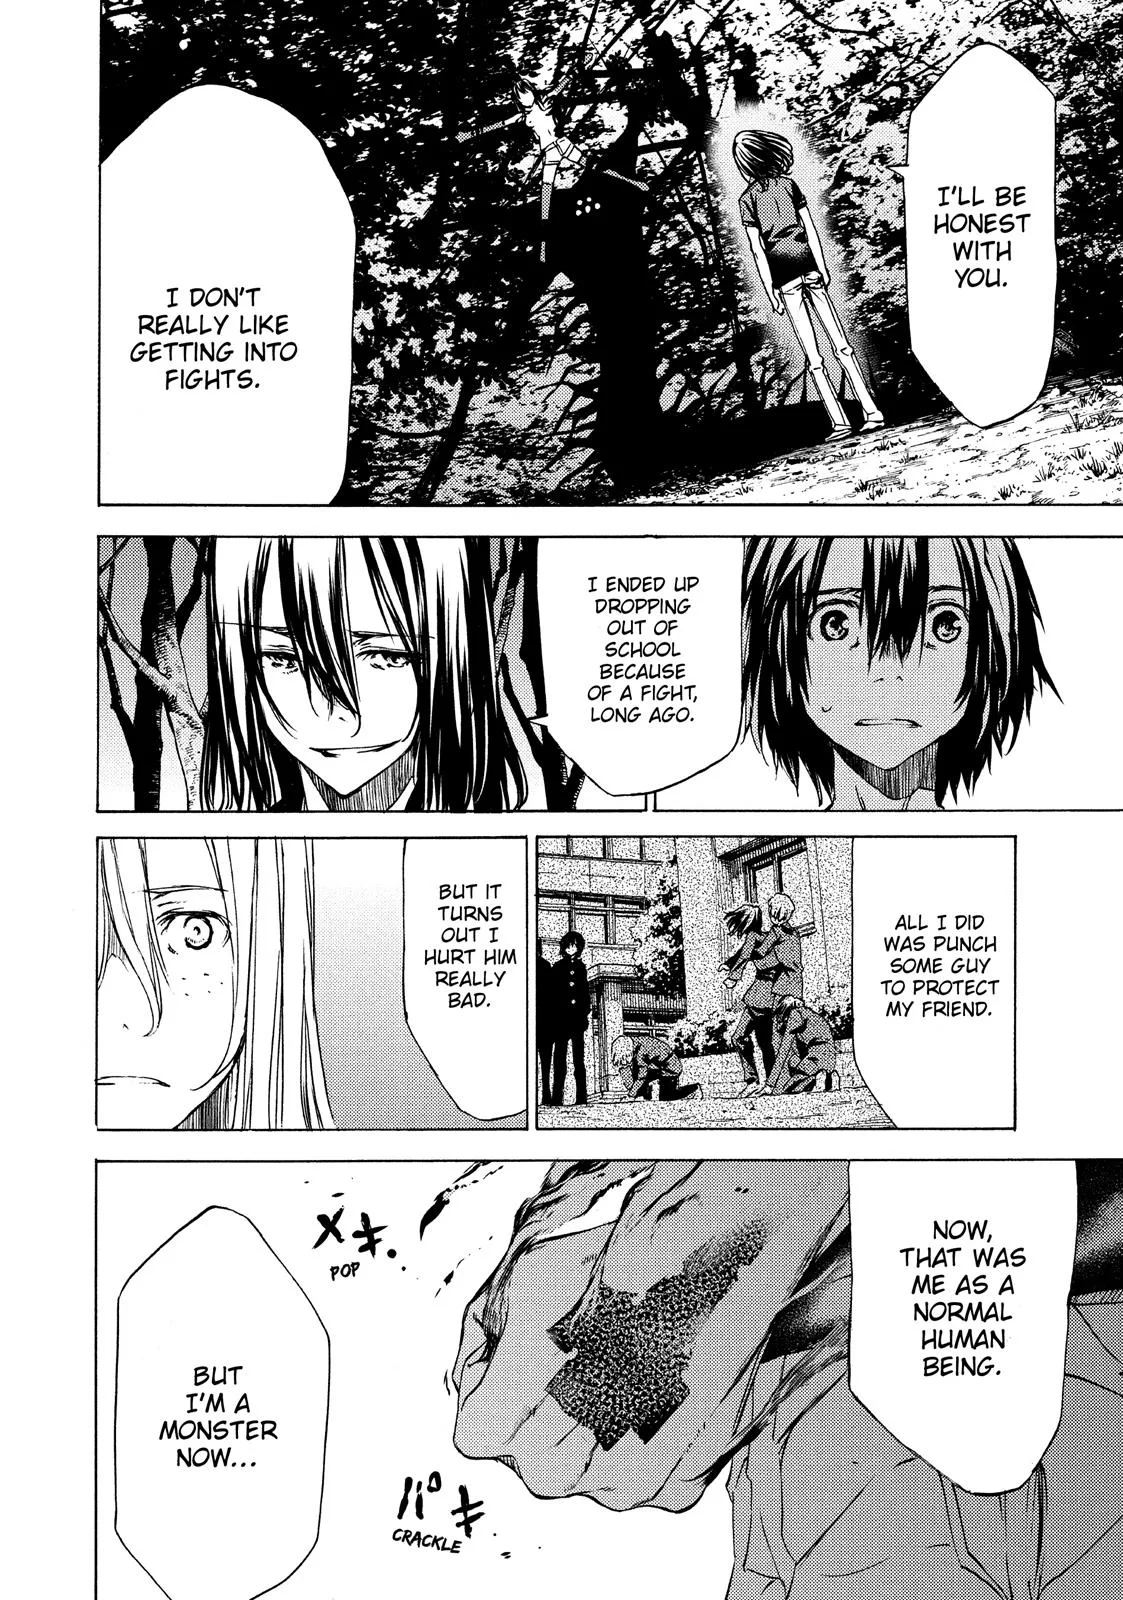 I'LL BE
HONEST
WITH
YOU.
I DON'T
REALLY LIKE
GETTING INTO
FIGHTS.
I ENDED UP
DROPPING
OUT OF
SCHOOL
BECAUSE
OF A FIGHT,
LONG AGO.
ALL I DID
WAS PUNCH
SOME GUY
TO PROTECT
MY FRIEND.
BUT IT
TURNS
OUT I
HURT HIM
REALLY
BAD.
NOW,
THAT WAS
ME AS A
NORMAL
HUMAN
BEING.
メキ
POP
BUT
I'M A
MONSTER
NOW...
パキ
CRACKLE